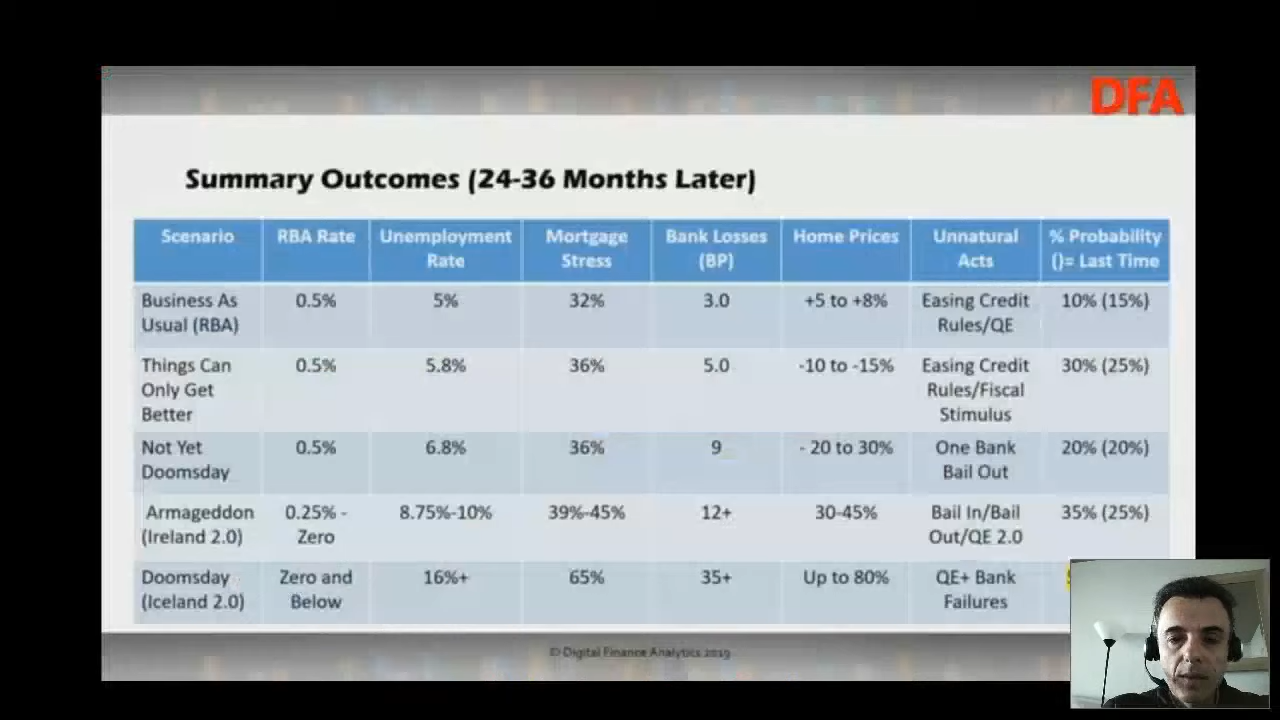 DFA
Summary Outcomes (24-36 Months Later)
Scenario RBA Rate Unemployment Rate Mortgage Stress Bank Losses (BP) Home Prices Unnatural Acts % Probability ()= Last Time
Business As Usual (RBA) 0.5% 5% 32% 3.0 +5 to +8% Easing Credit Rules/QE 10% (15%)
Things Can Only Get Better 0.5% 5.8% 36% 5.0 -10 to -15% Easing Credit Rules/Fiscal Stimulus 30% (25%)
Not Yet Doomsday 0.5% 6.8% 36% 9 - 20 to 30% One Bank Bail Out 20% (20%)
Armageddon (Ireland 2.0) 0.25% - Zero 8.75%-10% 39%-45% 12+ 30-45% Bail In/Bail Out/QE 2.0 35% (25%)
Doomsday (Iceland 2.0) Zero and Below 16%+ 65% 35+ Up to 80% QE+ Bank Failures
© Digital Finance Analytics 2019